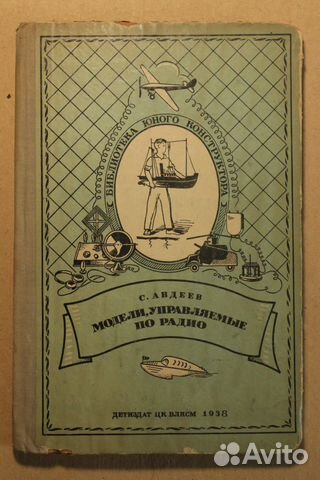 БИБЛИОТЕКА ЮНОГО КОНСТРУКТОРА
С. АВДЕЕВ
МОДЕЛИ, УПРАВЛЯЕМЫЕ
ПО РАДИО
ДЕТИЗДАТ ЦК ВЛКСМ 1938
Avito